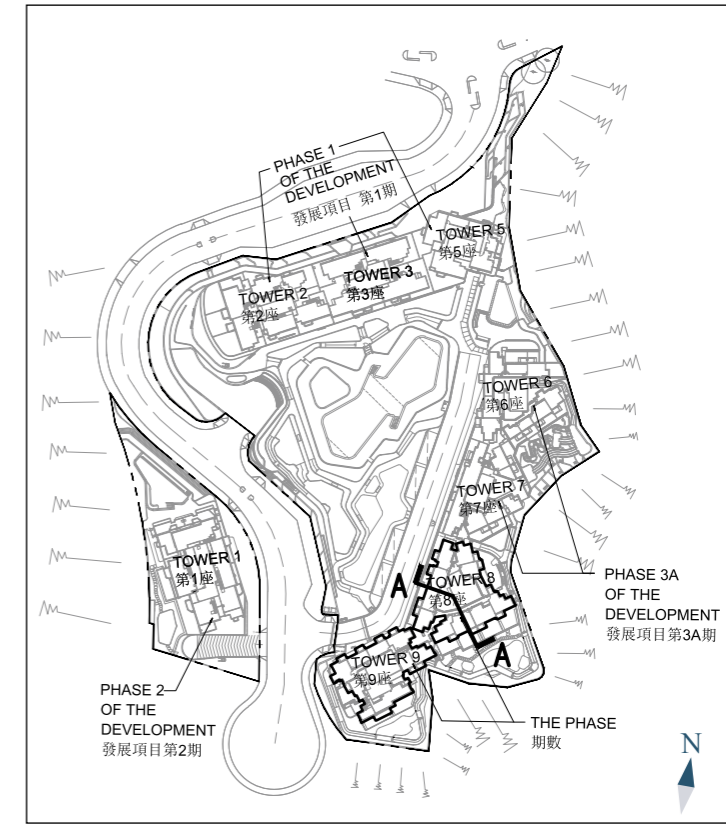 PHASE 1
OF THE
DEVELOPMENT
發展項目 第1期
TOWER 5
第5座
TOWER 3
第3座
TOWER 2
第2座
TOWER 6
第6座
TOWER 7
第7座
TOWER 1
第1座
A
TOWER 8
第8座
PHASE 3A
OF THE
DEVELOPMENT
發展項目第3A期
A
TOWER 9
第9座
PHASE 2
OF THE
DEVELOPMENT
發展項目第2期
THE PHASE
期數
N